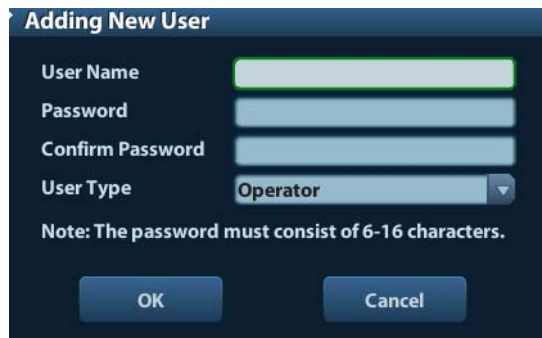 Adding New User
User Name
Password
Confirm Password
User Type Operator
Note: The password must consist of 6-16 characters.
OK Cancel